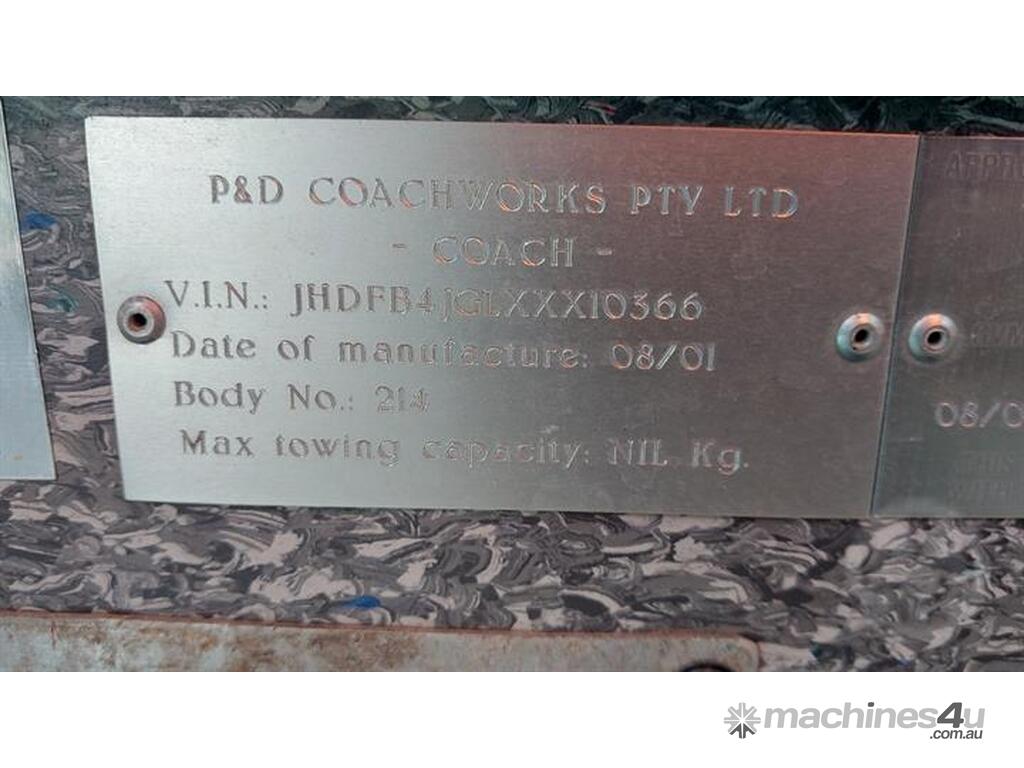 P&D COACHWORKS PTY LTD
- COACH -
V.I.N.: JHDFB4JGLXXX10366
Date of manufacture: 08/01
Body No.: 214
Max towing capacity: NIL Kg.
08/0
machines4u
.com.au